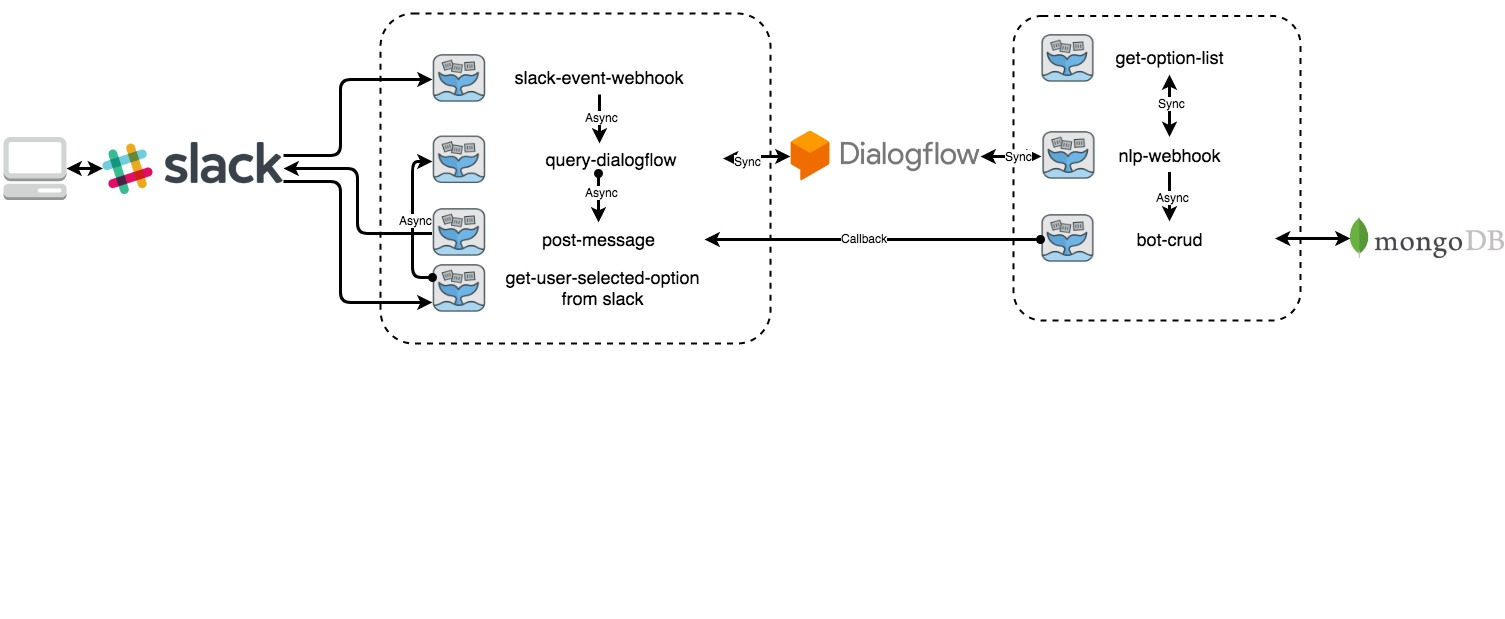 slack
slack-event-webhook
Async
query-dialogflow
Async
Async
post-message
get-user-selected-option
from slack
Sync
Dialogflow
Sync
Callback
get-option-list
Sync
nlp-webhook
Async
bot-crud
mongoDB